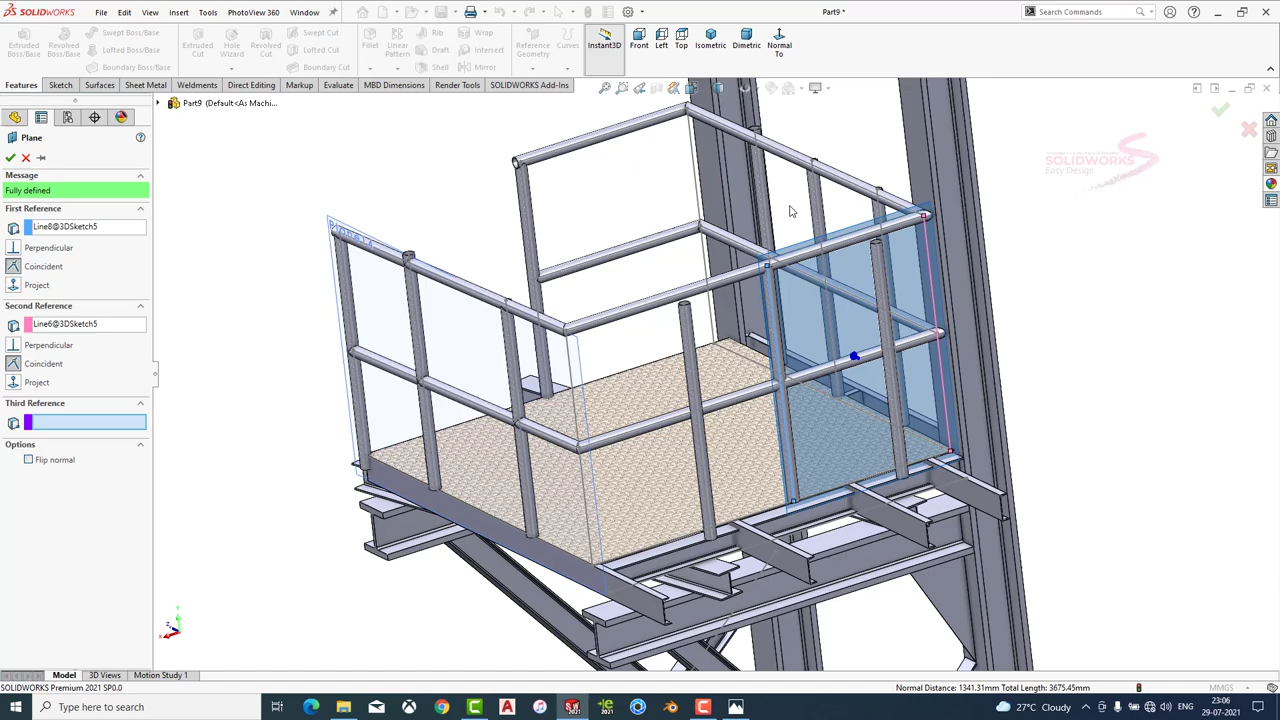 SOLIDWORKS
File Edit View Insert Tools PhotoView 360 Window
Part9 *
Search Commands
Extruded Boss/Base
Revolved Boss/Base
Swept Boss/Base
Lofted Boss/Base
Boundary Boss/Base
Extruded Cut
Hole Wizard
Revolved Cut
Swept Cut
Lofted Cut
Boundary Cut
Fillet
Linear Pattern
Rib
Draft
Shell
Wrap
Intersect
Mirror
Reference Geometry
Curves
Instant3D
Front
Left
Top
Isometric
Dimetric
Normal To
Features Sketch Surfaces Sheet Metal Weldments Direct Editing Markup Evaluate MBD Dimensions Render Tools SOLIDWORKS Add-Ins
Part9 (Default<As Machi...
Plane
Message
Fully defined
First Reference
Line8@3DSketch5
Perpendicular
Coincident
Project
Second Reference
Line6@3DSketch5
Perpendicular
Coincident
Project
Third Reference
Options
Flip normal
SOLIDWORKS
Easy Design
Model 3D Views Motion Study 1
SOLIDWORKS Premium 2021 SP0.0
Normal Distance: 1341.31mm Total Length: 3675.45mm
MMGS
Type here to search
27°C Cloudy
ENG
23:06
29-07-2021